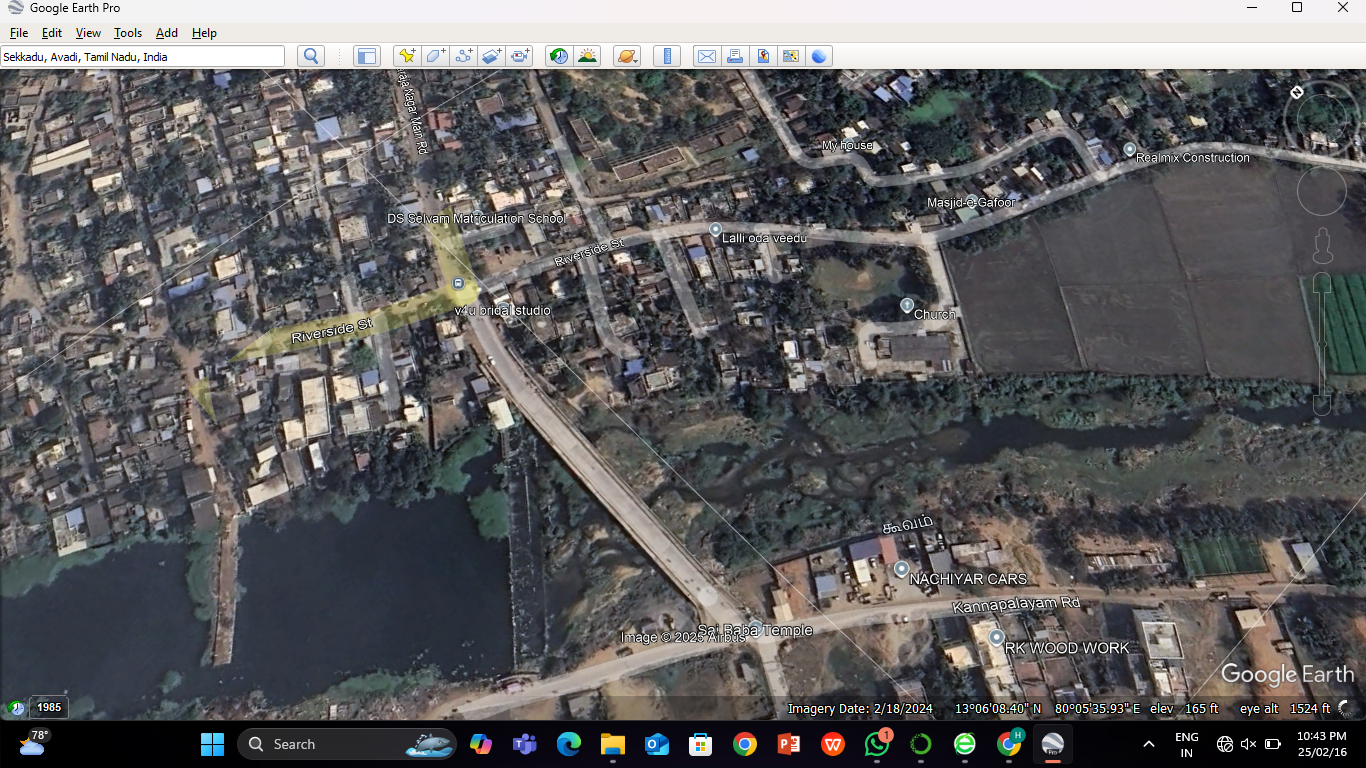 Google Earth Pro
File Edit View Tools Add Help
Sekkadu, Avadi, Tamil Nadu, India
Nagar Main Rd
My house
Realmix Construction
Masjid-e-Gafoor
DS Selvam Matriculation School
Lalli oda veedu
Riverside St
v4u bridal studio
Church
Riverside St
கூவம்
NACHIYAR CARS
Kannapalayam Rd
Sai Baba Temple
Image © 2025 Airbus
RK WOOD WORK
Google Earth
1985
Imagery Date: 2/18/2024 13°06'08.40" N 80°05'35.93" E elev 165 ft eye alt 1524 ft
78°
Search
1
H
Pro
ENG
IN
10:43 PM
25/02/16